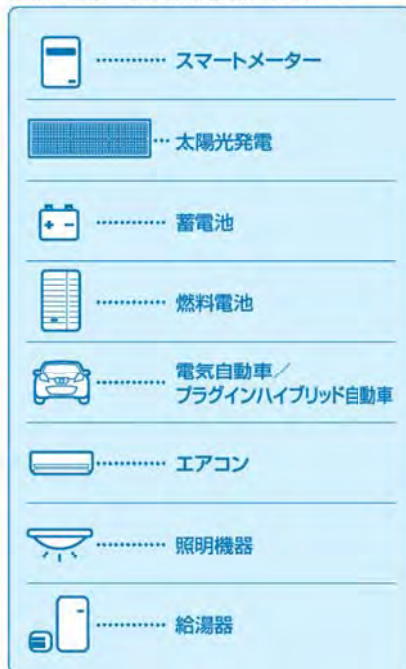 スマートメーター
太陽光発電
蓄電池
燃料電池
電気自動車／
プラグインハイブリッド自動車
エアコン
照明機器
給湯器